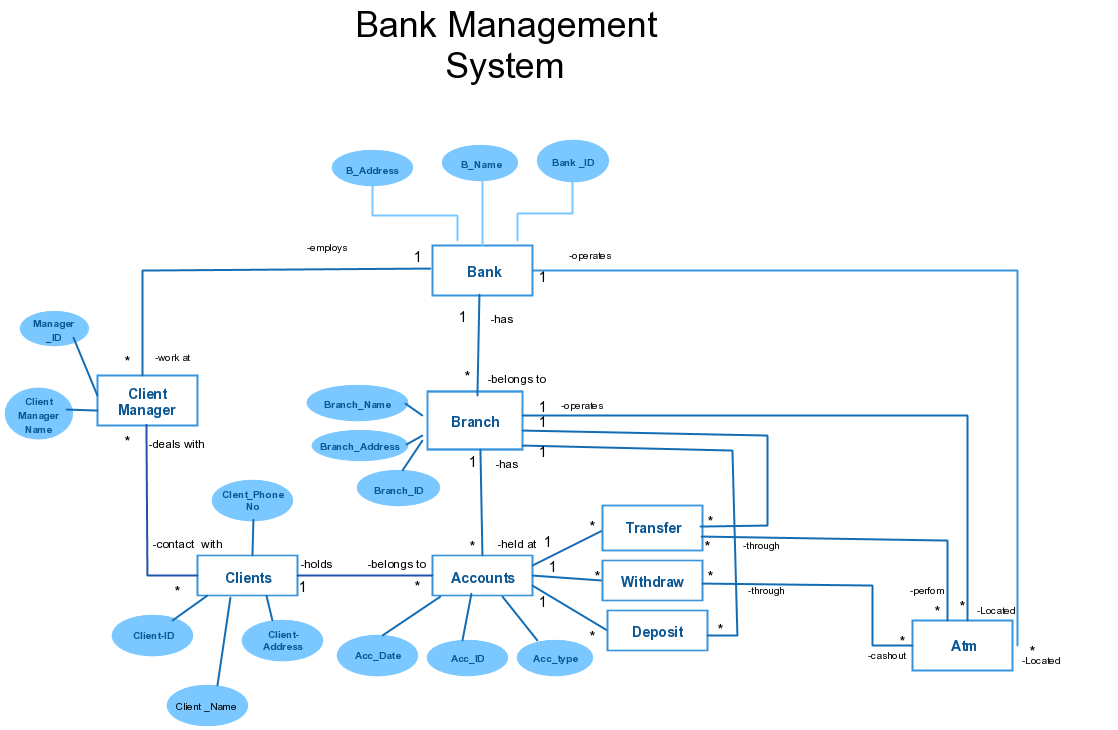 Bank Management
System
B_Address
B_Name
Bank _ID
-employs
1
Bank
-operates
1
1
-has
Manager
_ID
*
-work at
*
-belongs to
Client
Manager
Client
Manager
Name
Branch_Name
Branch
1
-operates
1
*
-deals with
Branch_Address
1
1
-has
Branch_ID
Clent_Phone
No
*
Transfer
*
-contact with
*
-held at
1
*
-through
-holds
-belongs to
1
Clients
Accounts
*
Withdraw
*
*
1
*
-through
-perfom
*
*
-Located
1
Client-ID
Client-
Address
*
Deposit
*
*
Atm
*
-cashout
-Located
Acc_Date
Acc_ID
Acc_type
Client _Name